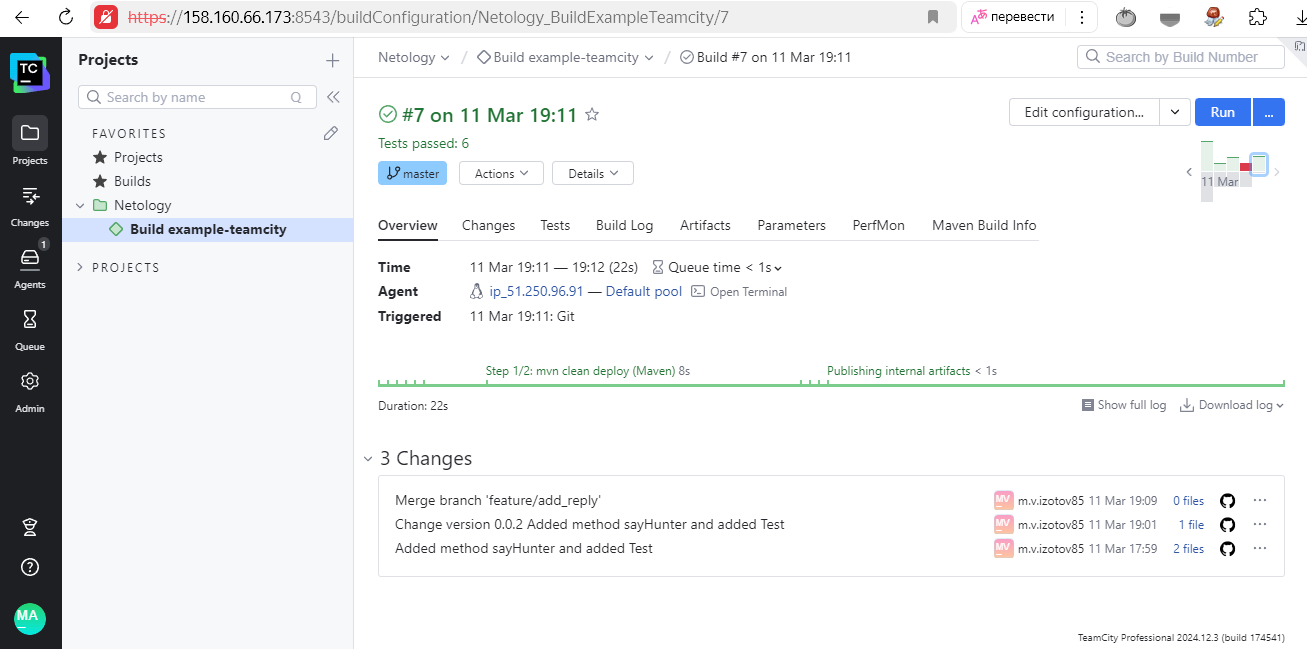 https://158.160.66.173:8543/buildConfiguration/Netology_BuildExampleTeamcity/7 перевести
TC
Projects
Changes
1
Agents
Queue
Admin
MA
Projects
Search by name Q
FAVORITES
Projects
Builds
Netology
Build example-teamcity
PROJECTS
Netology / Build example-teamcity / Build #7 on 11 Mar 19:11 Search by Build Number
#7 on 11 Mar 19:11 Edit configuration... Run ...
Tests passed: 6
master Actions Details
11 Mar
Overview Changes Tests Build Log Artifacts Parameters PerfMon Maven Build Info
Time 11 Mar 19:11 — 19:12 (22s) Queue time < 1s
Agent ip_51.250.96.91 — Default pool Open Terminal
Triggered 11 Mar 19:11: Git
Step 1/2: mvn clean deploy (Maven) 8s Publishing internal artifacts < 1s
Duration: 22s Show full log Download log
3 Changes
Merge branch 'feature/add_reply' MV m.v.izotov85 11 Mar 19:09 0 files ...
Change version 0.0.2 Added method sayHunter and added Test MV m.v.izotov85 11 Mar 19:01 1 file ...
Added method sayHunter and added Test MV m.v.izotov85 11 Mar 17:59 2 files ...
TeamCity Professional 2024.12.3 (build 174541)